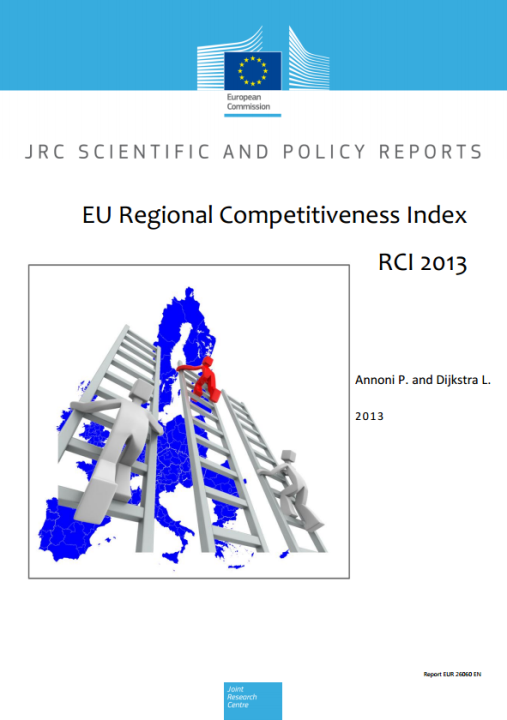 European
Commission
JRC SCIENTIFIC AND POLICY REPORTS
EU Regional Competitiveness Index
RCI 2013
Annoni P. and Dijkstra L.
2013
Report EUR 26060 EN
Joint
Research
Centre